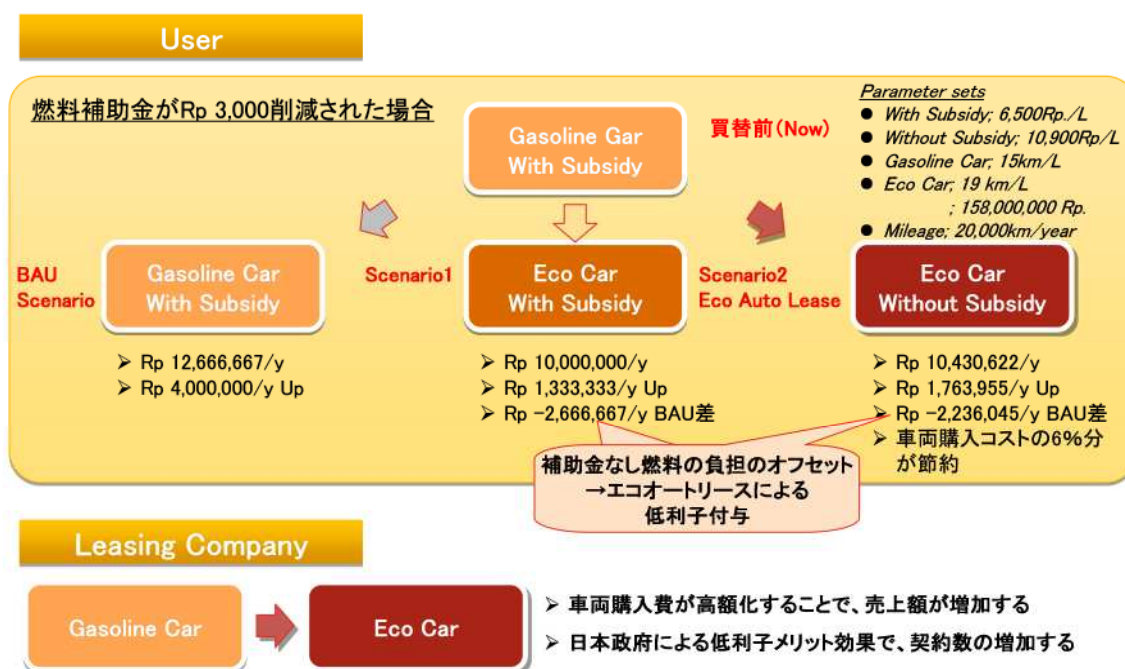 User
燃料補助金がRp 3,000削減された場合
Gasoline Gar
With Subsidy
買替前(Now)
Parameter sets
● With Subsidy; 6,500Rp./L
● Without Subsidy; 10,900Rp/L
● Gasoline Car; 15km/L
● Eco Car; 19 km/L
; 158,000,000 Rp.
● Mileage; 20,000km/year
BAU
Scenario
Gasoline Car
With Subsidy
➢ Rp 12,666,667/y
➢ Rp 4,000,000/y Up
Scenario1
Eco Car
With Subsidy
➢ Rp 10,000,000/y
➢ Rp 1,333,333/y Up
➢ Rp -2,666,667/y BAU差
Scenario2
Eco Auto Lease
Eco Car
Without Subsidy
➢ Rp 10,430,622/y
➢ Rp 1,763,955/y Up
➢ Rp -2,236,045/y BAU差
➢ 車両購入コストの6%分
が節約
補助金なし燃料の負担のオフセット
→エコオートリースによる
低利子付与
Leasing Company
Gasoline Car
Eco Car
➢ 車両購入費が高額化することで、売上額が増加する
➢ 日本政府による低利子メリット効果で、契約数の増加する